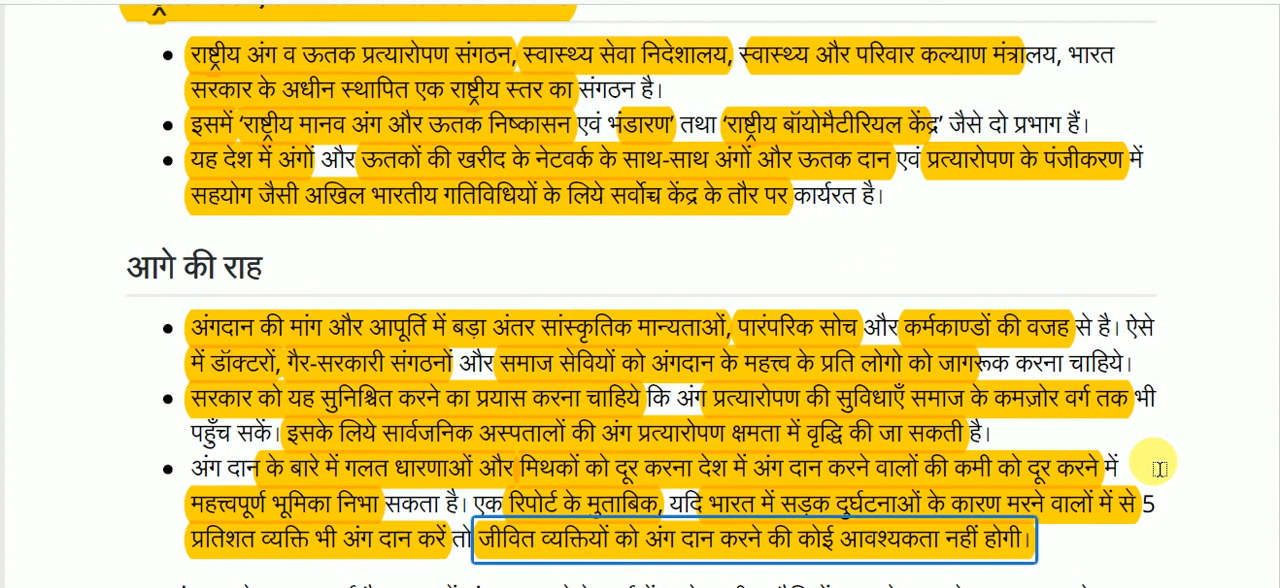 राष्ट्रीय अंग व ऊतक प्रत्यारोपण संगठन, स्वास्थ्य सेवा निदेशालय, स्वास्थ्य और परिवार कल्याण मंत्रालय, भारत
सरकार के अधीन स्थापित एक राष्ट्रीय स्तर का संगठन है।
इसमें ‘राष्ट्रीय मानव अंग और ऊतक निष्कासन एवं भंडारण’ तथा ‘राष्ट्रीय बॉयोमैटीरियल केंद्र’ जैसे दो प्रभाग हैं।
यह देश में अंगों और ऊतकों की खरीद के नेटवर्क के साथ-साथ अंगों और ऊतक दान एवं प्रत्यारोपण के पंजीकरण में
सहयोग जैसी अखिल भारतीय गतिविधियों के लिये सर्वोच्च केंद्र के तौर पर कार्यरत है।
आगे की राह
अंगदान की मांग और आपूर्ति में बड़ा अंतर सांस्कृतिक मान्यताओं, पारंपरिक सोच और कर्मकाण्डों की वजह से है। ऐसे
में डॉक्टरों, गैर-सरकारी संगठनों और समाज सेवियों को अंगदान के महत्त्व के प्रति लोगो को जागरूक करना चाहिये।
सरकार को यह सुनिश्चित करने का प्रयास करना चाहिये कि अंग प्रत्यारोपण की सुविधाएँ समाज के कमज़ोर वर्ग तक भी
पहुँच सकें। इसके लिये सार्वजनिक अस्पतालों की अंग प्रत्यारोपण क्षमता में वृद्धि की जा सकती है।
अंग दान के बारे में गलत धारणाओं और मिथकों को दूर करना देश में अंग दान करने वालों की कमी को दूर करने में
महत्त्वपूर्ण भूमिका निभा सकता है। एक रिपोर्ट के मुताबिक, यदि भारत में सड़क दुर्घटनाओं के कारण मरने वालों में से 5
प्रतिशत व्यक्ति भी अंग दान करें तो जीवित व्यक्तियों को अंग दान करने की कोई आवश्यकता नहीं होगी।